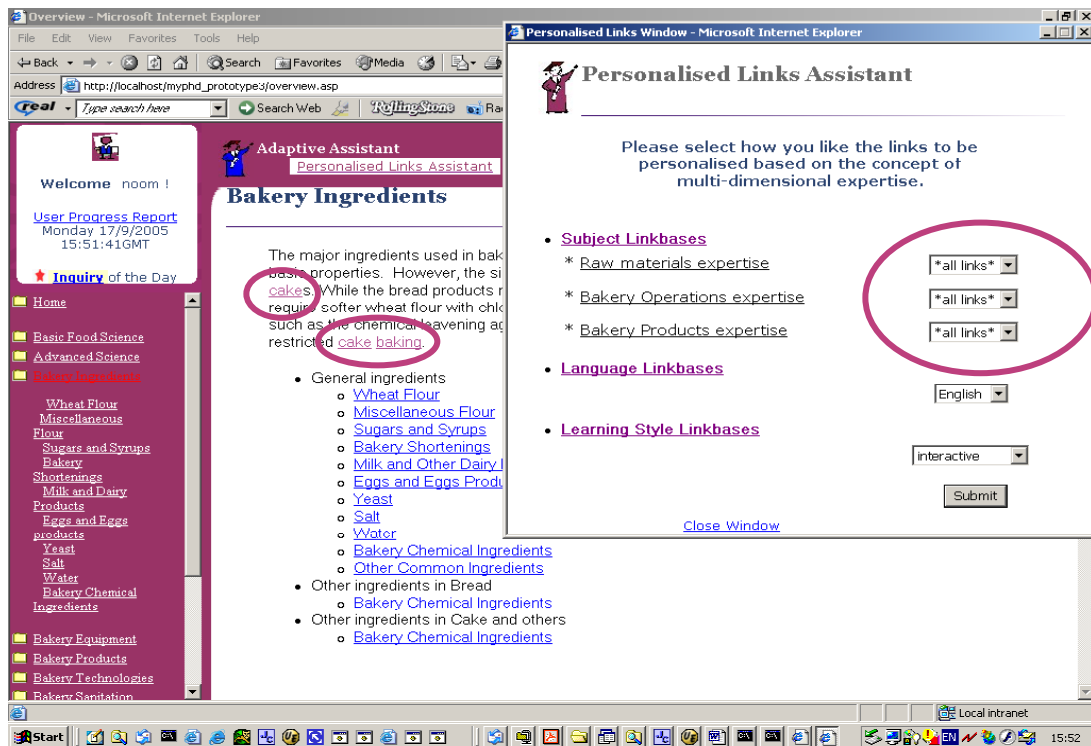 Overview - Microsoft Internet Explorer
File Edit View Favorites Tools Help
Back Search Favorites Media
Address http://localhost/myphd_prototype3/overview.asp
real Type search here Search Web RollingStone Ra
Welcome noom !
User Progress Report
Monday 17/9/2005
15:51:41GMT
Inquiry of the Day
Home
Basic Food Science
Advanced Science
Bakery Ingredients
Wheat Flour
Miscellaneous
Flour
Sugars and Syrups
Bakery
Shortenings
Milk and Dairy
Products
Eggs and Eggs
products
Yeast
Salt
Water
Bakery Chemical
Ingredients
Bakery Equipment
Bakery Products
Bakery Technologies
Bakery Sanitation
Adaptive Assistant
Personalised Links Assistant
Bakery Ingredients
The major ingredients used in bak
basic properties. However, the si
cakes. While the bread products r
require softer wheat flour with chlo
such as the chemical leavening ag
restricted cake baking.
• General ingredients
o Wheat Flour
o Miscellaneous Flour
o Sugars and Syrups
o Bakery Shortenings
o Milk and Other Dairy
o Eggs and Eggs Produ
o Yeast
o Salt
o Water
o Bakery Chemical Ingredients
o Other Common Ingredients
• Other ingredients in Bread
o Bakery Chemical Ingredients
• Other ingredients in Cake and others
o Bakery Chemical Ingredients
Personalised Links Window - Microsoft Internet Explorer
Personalised Links Assistant
Please select how you like the links to be
personalised based on the concept of
multi-dimensional expertise.
• Subject Linkbases
* Raw materials expertise *all links*
* Bakery Operations expertise *all links*
* Bakery Products expertise *all links*
• Language Linkbases
English
• Learning Style Linkbases
interactive
Submit
Close Window
Local intranet
Start EN 15:52